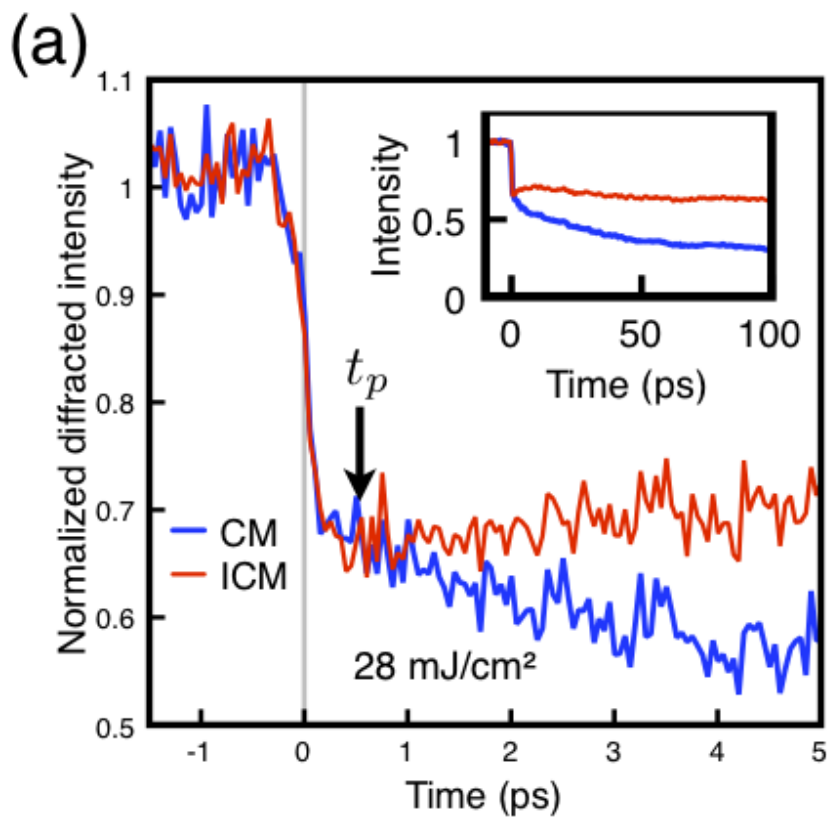 (a)
Normalized diffracted intensity
1.1
1
0.9
0.8
0.7
0.6
0.5
-1
0
1
2
3
4
5
Time (ps)
t_p
CM
ICM
28 mJ/cm²
Intensity
1
0.5
0
0
50
100
Time (ps)